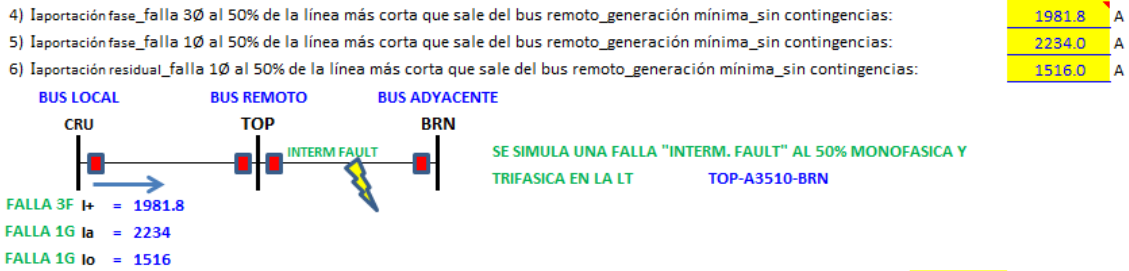 4) Iaportación fase_falla 3Ø al 50% de la línea más corta que sale del bus remoto_generación mínima_sin contingencias: 1981.8 A
5) Iaportación fase_falla 1Ø al 50% de la línea más corta que sale del bus remoto_generación mínima_sin contingencias: 2234.0 A
6) Iaportación residual_falla 1Ø al 50% de la línea más corta que sale del bus remoto_generación mínima_sin contingencias: 1516.0 A
BUS LOCAL BUS REMOTO BUS ADYACENTE
CRU TOP BRN
INTERM FAULT
SE SIMULA UNA FALLA "INTERM. FAULT" AL 50% MONOFASICA Y
TRIFASICA EN LA LT TOP-A3510-BRN
FALLA 3F I+ = 1981.8
FALLA 1G Ia = 2234
FALLA 1G Io = 1516